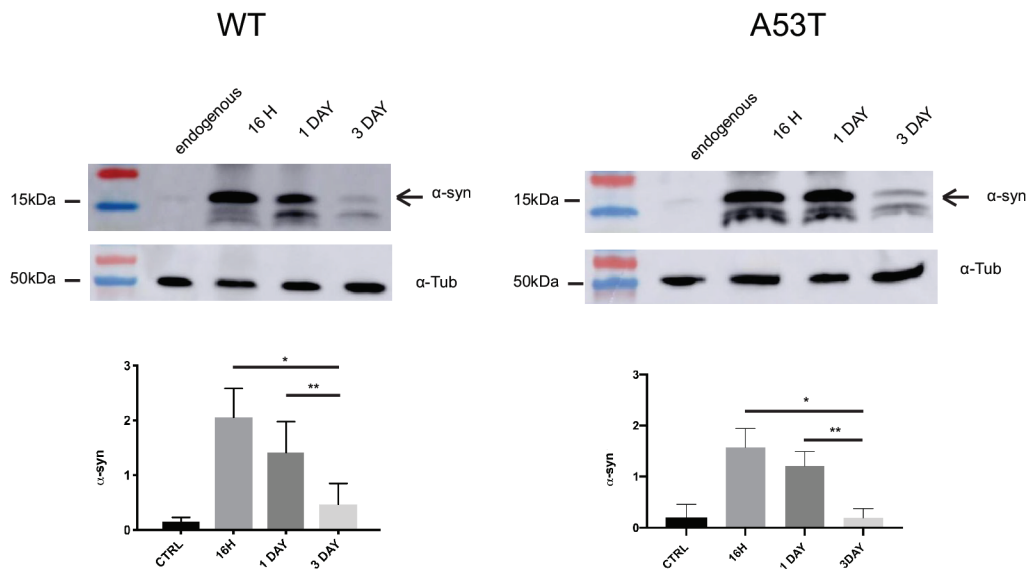 WT
A53T
endogenous
16 H
1 DAY
3 DAY
endogenous
16 H
1 DAY
3 DAY
15kDa
α-syn
15kDa
α-syn
50kDa
α-Tub
50kDa
α-Tub
3
2
1
0
α-syn
*
**
CTRL
16H
1 DAY
3 DAY
3
2
1
0
α-syn
*
**
CTRL
16H
1 DAY
3DAY